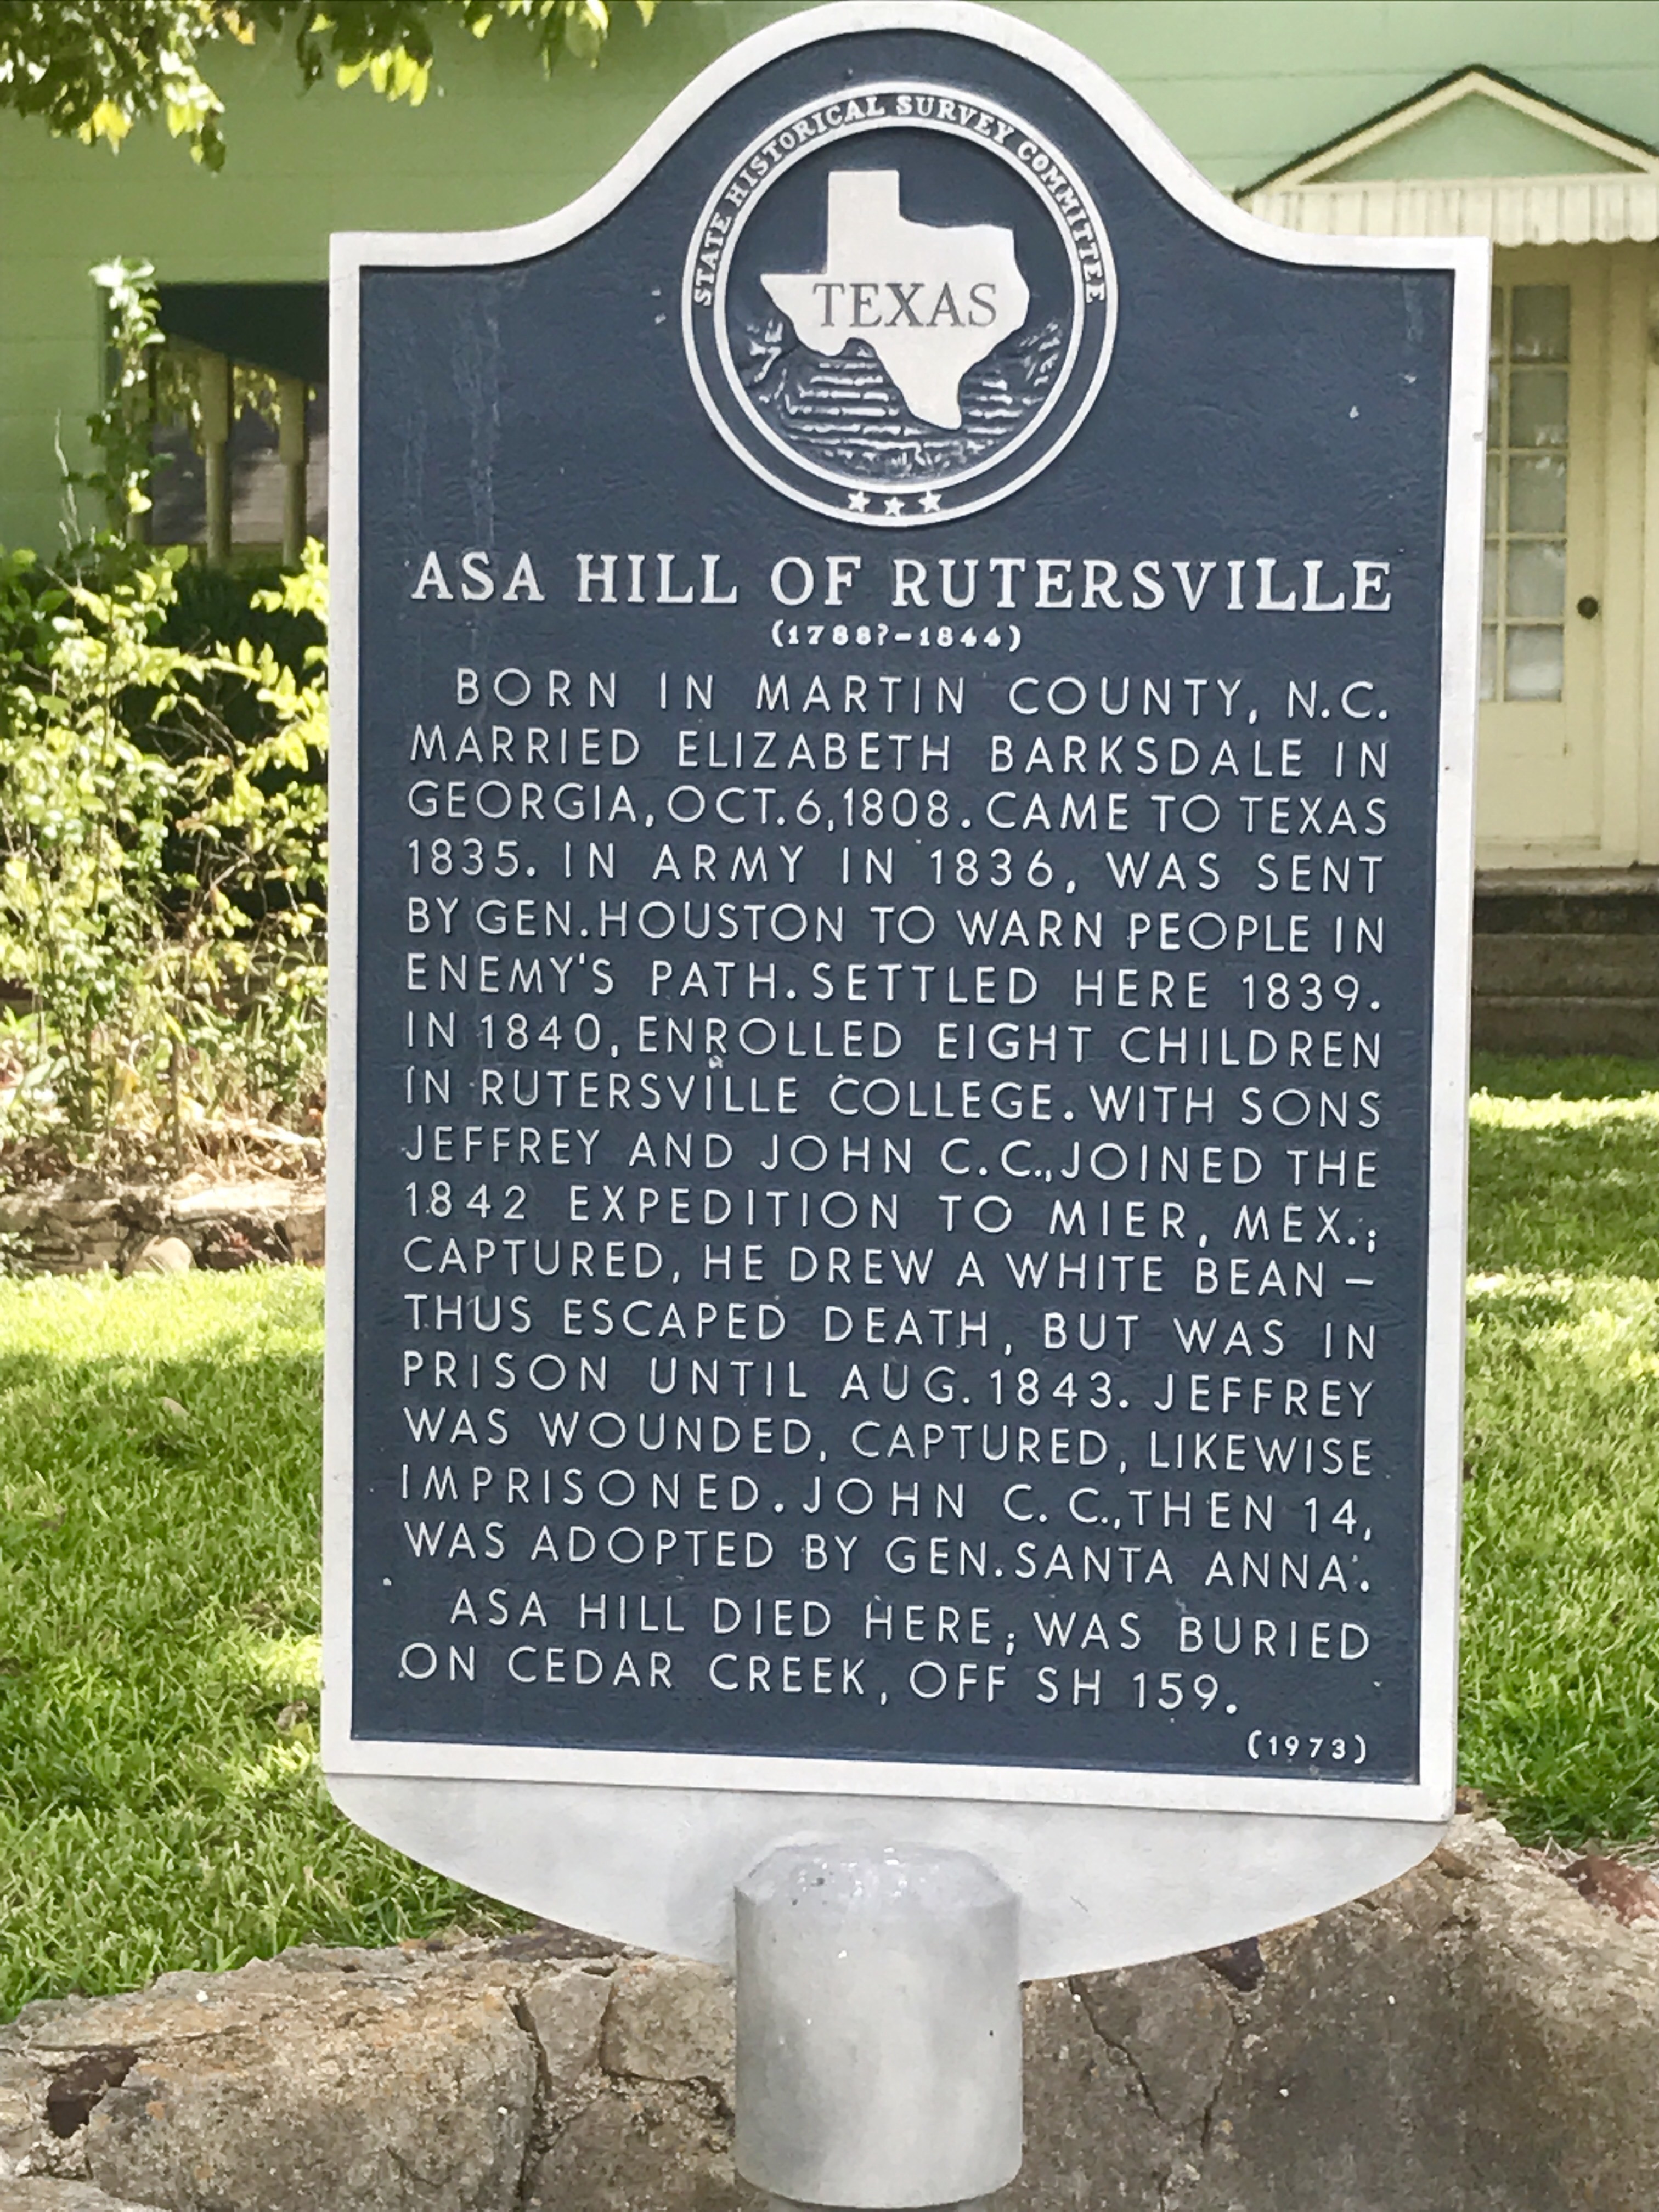 STATE HISTORICAL SURVEY COMMITTEE
TEXAS
ASA HILL OF RUTERSVILLE
(1788?-1844)
BORN IN MARTIN COUNTY, N.C.
MARRIED ELIZABETH BARKSDALE IN
GEORGIA, OCT. 6, 1808. CAME TO TEXAS
1835. IN ARMY IN 1836, WAS SENT
BY GEN. HOUSTON TO WARN PEOPLE IN
ENEMY'S PATH. SETTLED HERE 1839.
IN 1840, ENROLLED EIGHT CHILDREN
IN RUTERSVILLE COLLEGE. WITH SONS
JEFFREY AND JOHN C. C., JOINED THE
1842 EXPEDITION TO MIER, MEX.;
CAPTURED, HE DREW A WHITE BEAN –
THUS ESCAPED DEATH, BUT WAS IN
PRISON UNTIL AUG. 1843. JEFFREY
WAS WOUNDED, CAPTURED, LIKEWISE
IMPRISONED. JOHN C. C., THEN 14,
WAS ADOPTED BY GEN. SANTA ANNA.
ASA HILL DIED HERE; WAS BURIED
ON CEDAR CREEK, OFF SH 159.
(1973)